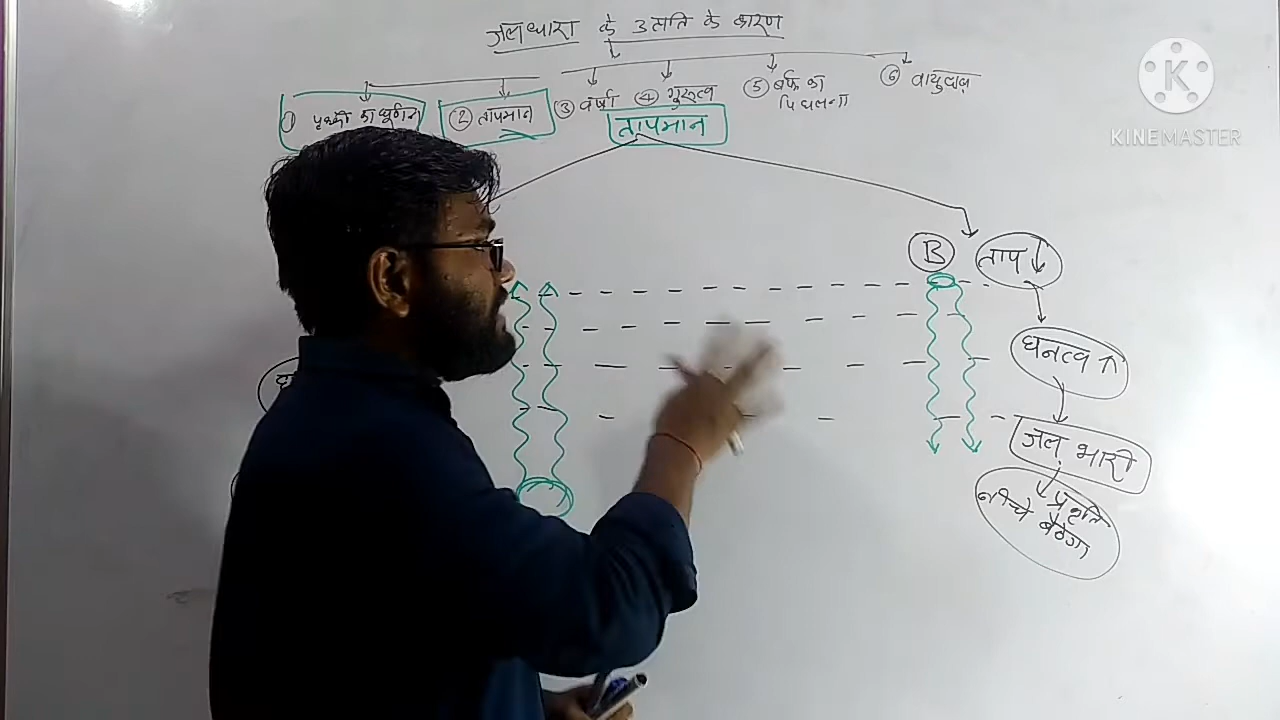 जलधारा के उत्पति के कारण
① पृथ्वी का घूर्णन ② तापमान ③ वर्षा ④ गुरुत्व ⑤ बर्फ का पिघलना ⑥ वायुदाब
तापमान
B ताप ↓
घनत्व ↑
जल भारी
प्रवृति
नीचे बैठेगा
K
KINEMASTER